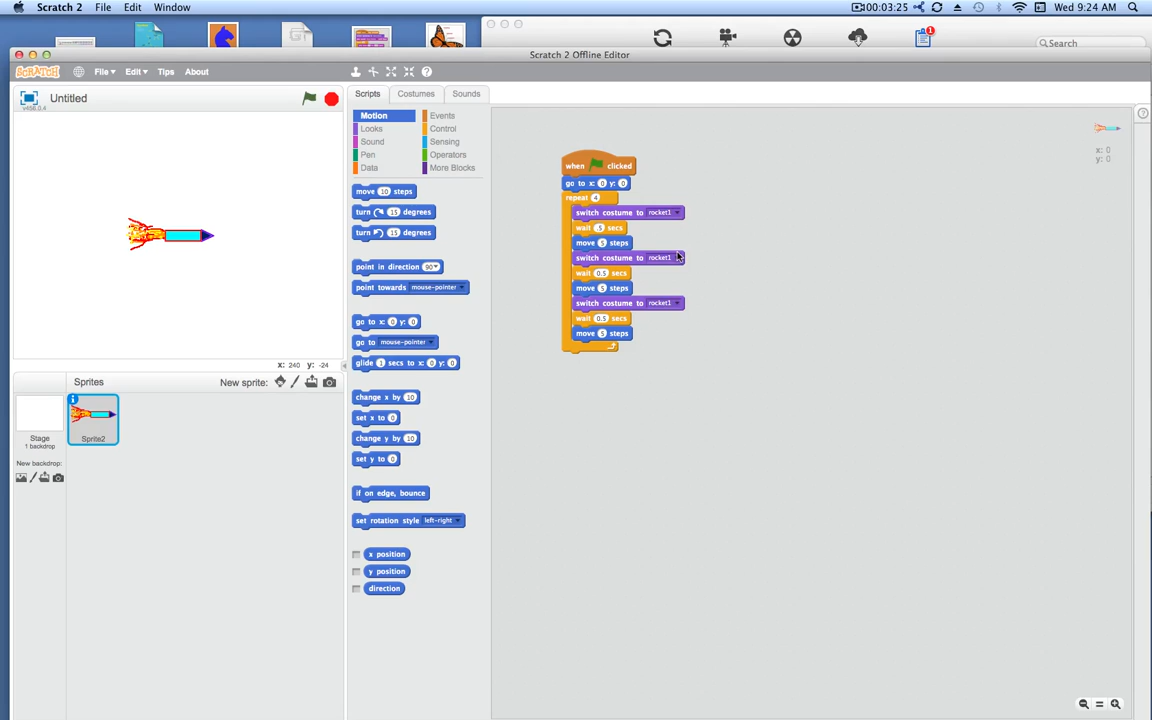 Scratch 2 File Edit Window 00:03:25 Wed 9:24 AM
1
Search
Scratch 2 Offline Editor
SCRATCH File Edit Tips About
Untitled
v456.0.4
Scripts Costumes Sounds
Motion Events
Looks Control
Sound Sensing
Pen Operators
Data More Blocks
move 10 steps
turn 15 degrees
turn 15 degrees
point in direction 90
point towards mouse-pointer
go to x: 0 y: 0
go to mouse-pointer
glide 1 secs to x: 0 y: 0
change x by 10
set x to 0
change y by 10
set y to 0
if on edge, bounce
set rotation style left-right
x position
y position
direction
when clicked
go to x: 0 y: 0
repeat 4
switch costume to rocket1
wait .5 secs
move 5 steps
switch costume to rocket1
wait 0.5 secs
move 5 steps
switch costume to rocket1
wait 0.5 secs
move 5 steps
x: 0
y: 0
x: 240 y: -24
Sprites New sprite:
Stage
1 backdrop
New backdrop:
Sprite2